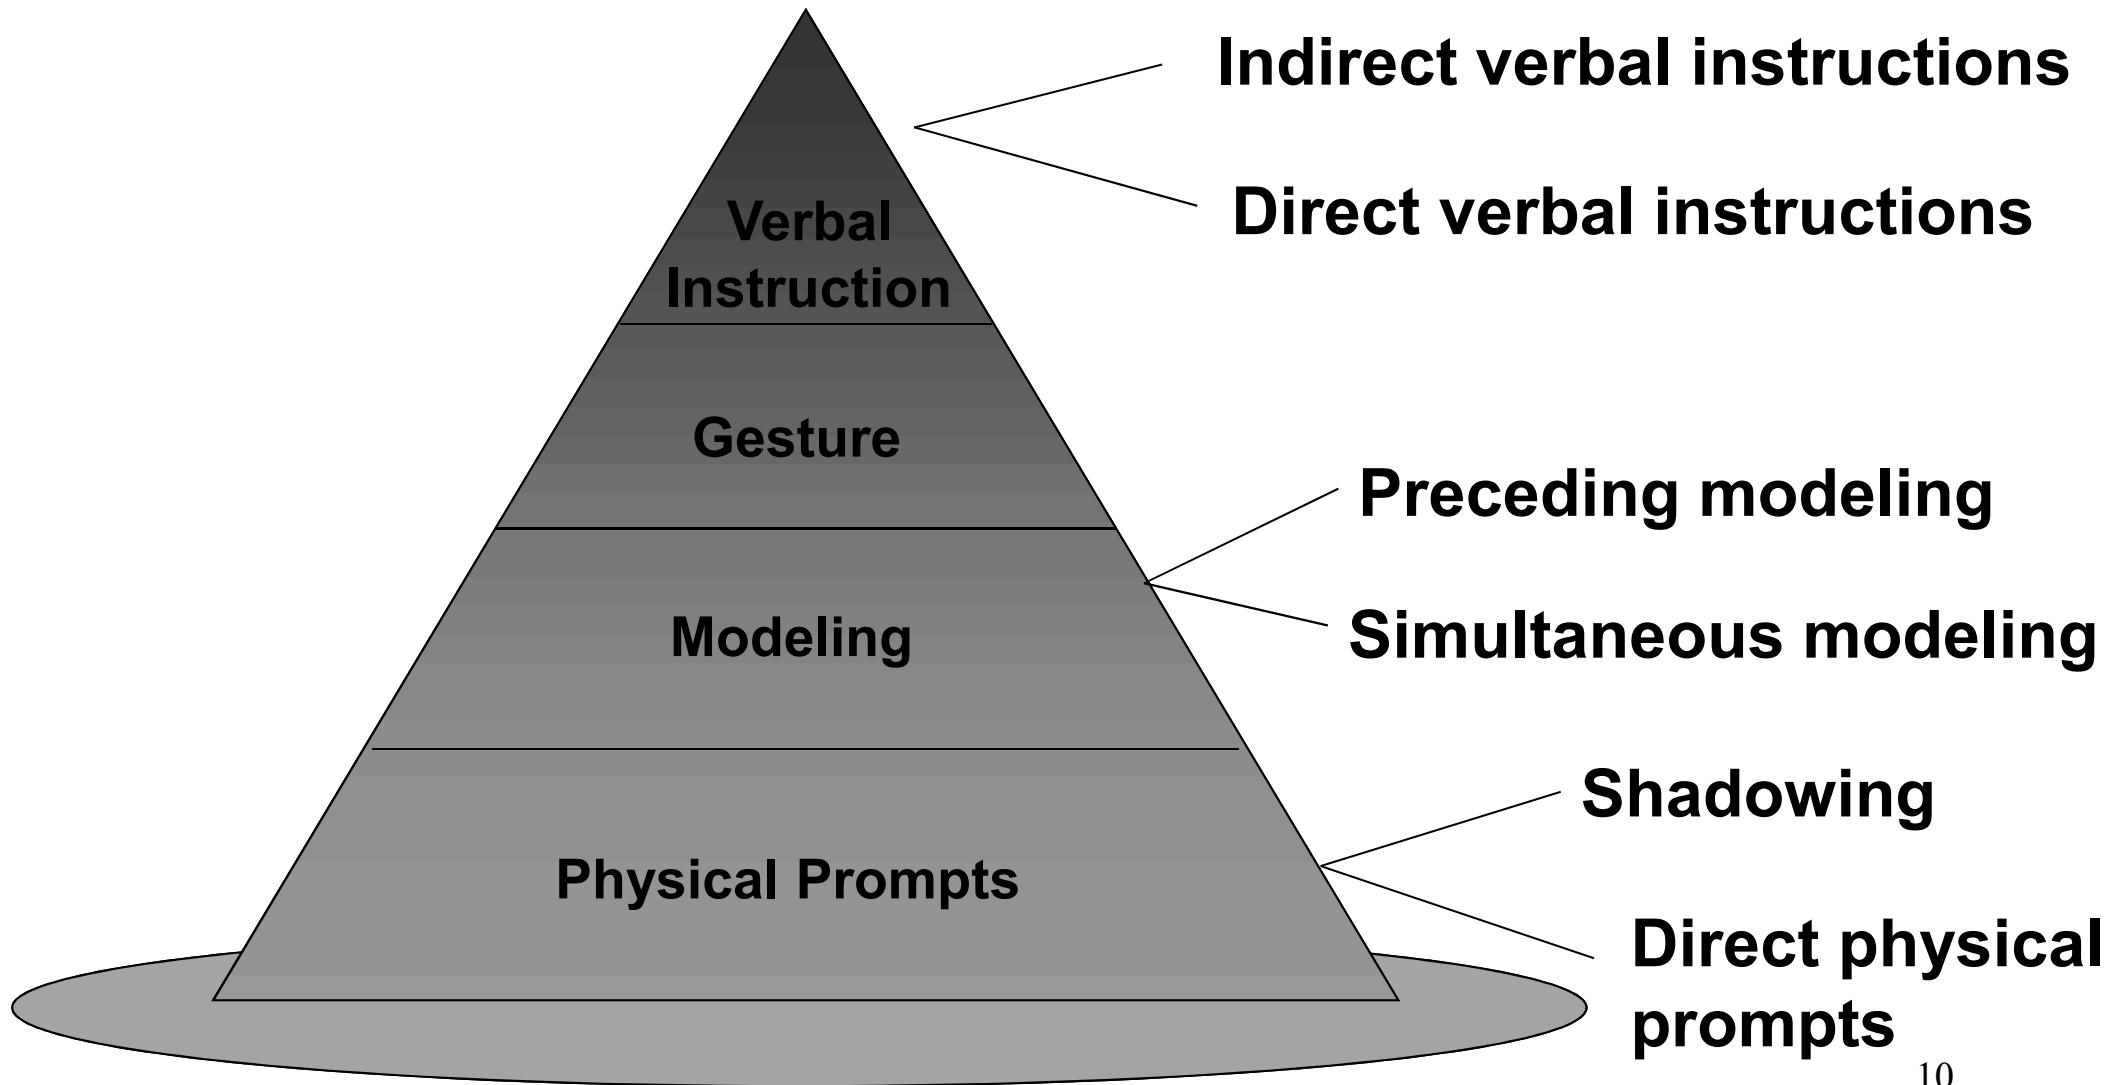 Indirect verbal instructions
Direct verbal instructions
Verbal
Instruction
Gesture
Preceding modeling
Modeling
Simultaneous modeling
Shadowing
Physical Prompts
Direct physical
prompts
10